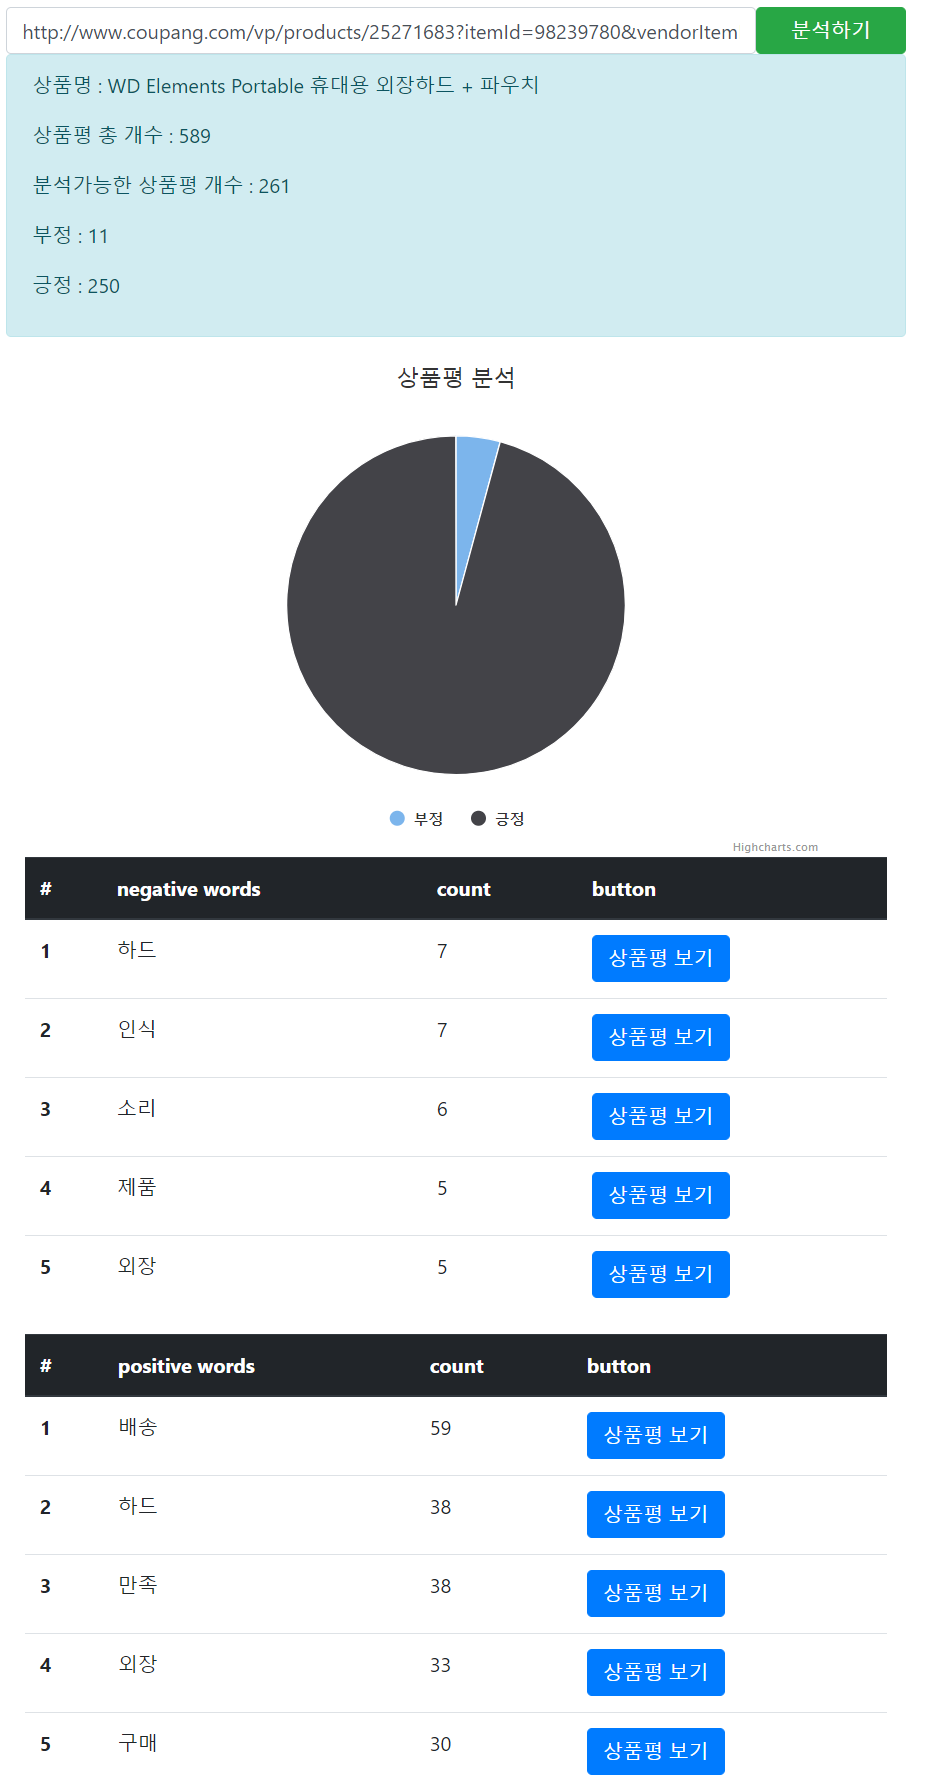 http://www.coupang.com/vp/products/25271683?itemId=98239780&vendorItem 분석하기
상품명 : WD Elements Portable 휴대용 외장하드 + 파우치
상품평 총 개수 : 589
분석가능한 상품평 개수 : 261
부정 : 11
긍정 : 250
상품평 분석
부정 긍정
Highcharts.com
# negative words count button
1 하드 7 상품평 보기
2 인식 7 상품평 보기
3 소리 6 상품평 보기
4 제품 5 상품평 보기
5 외장 5 상품평 보기
# positive words count button
1 배송 59 상품평 보기
2 하드 38 상품평 보기
3 만족 38 상품평 보기
4 외장 33 상품평 보기
5 구매 30 상품평 보기